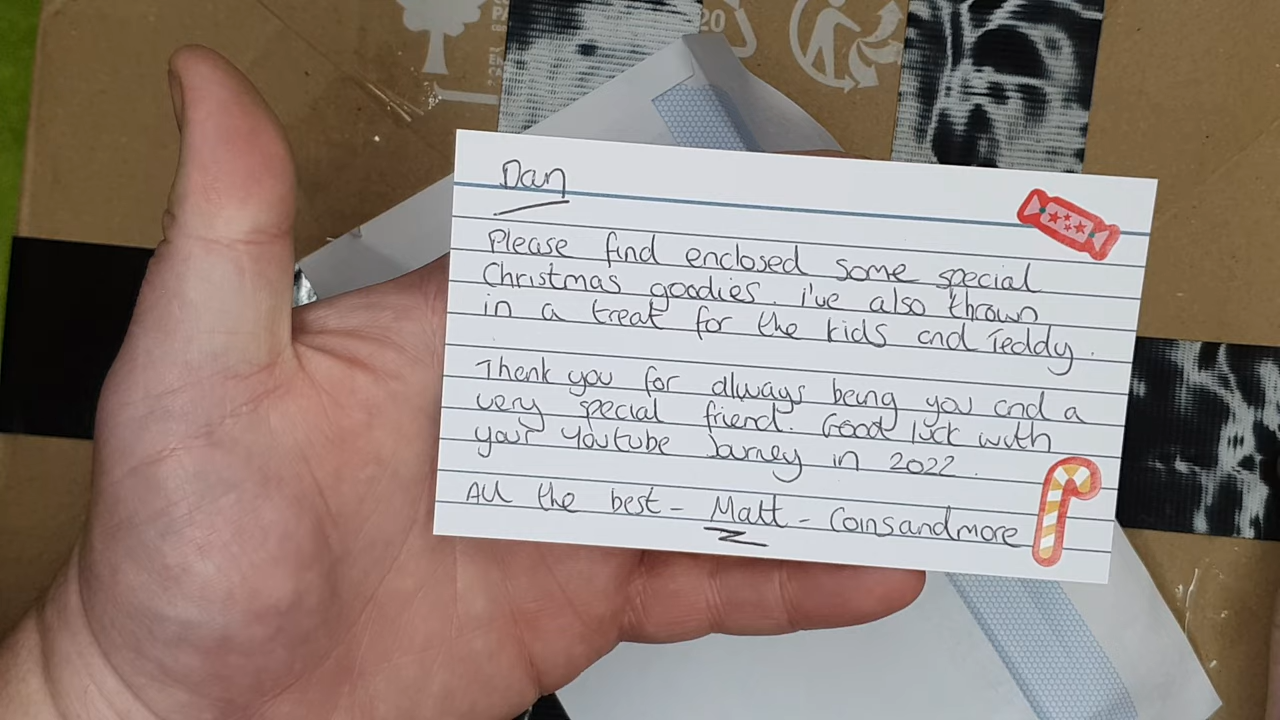 20
Dan
Please find enclosed some special
Christmas goodies. i've also thrown
in a treat for the kids and Teddy.
Thank you for always being you and a
very special friend. Good luck with
your Youtube Jurney in 2022.
All the best - Matt - Coinsandmore